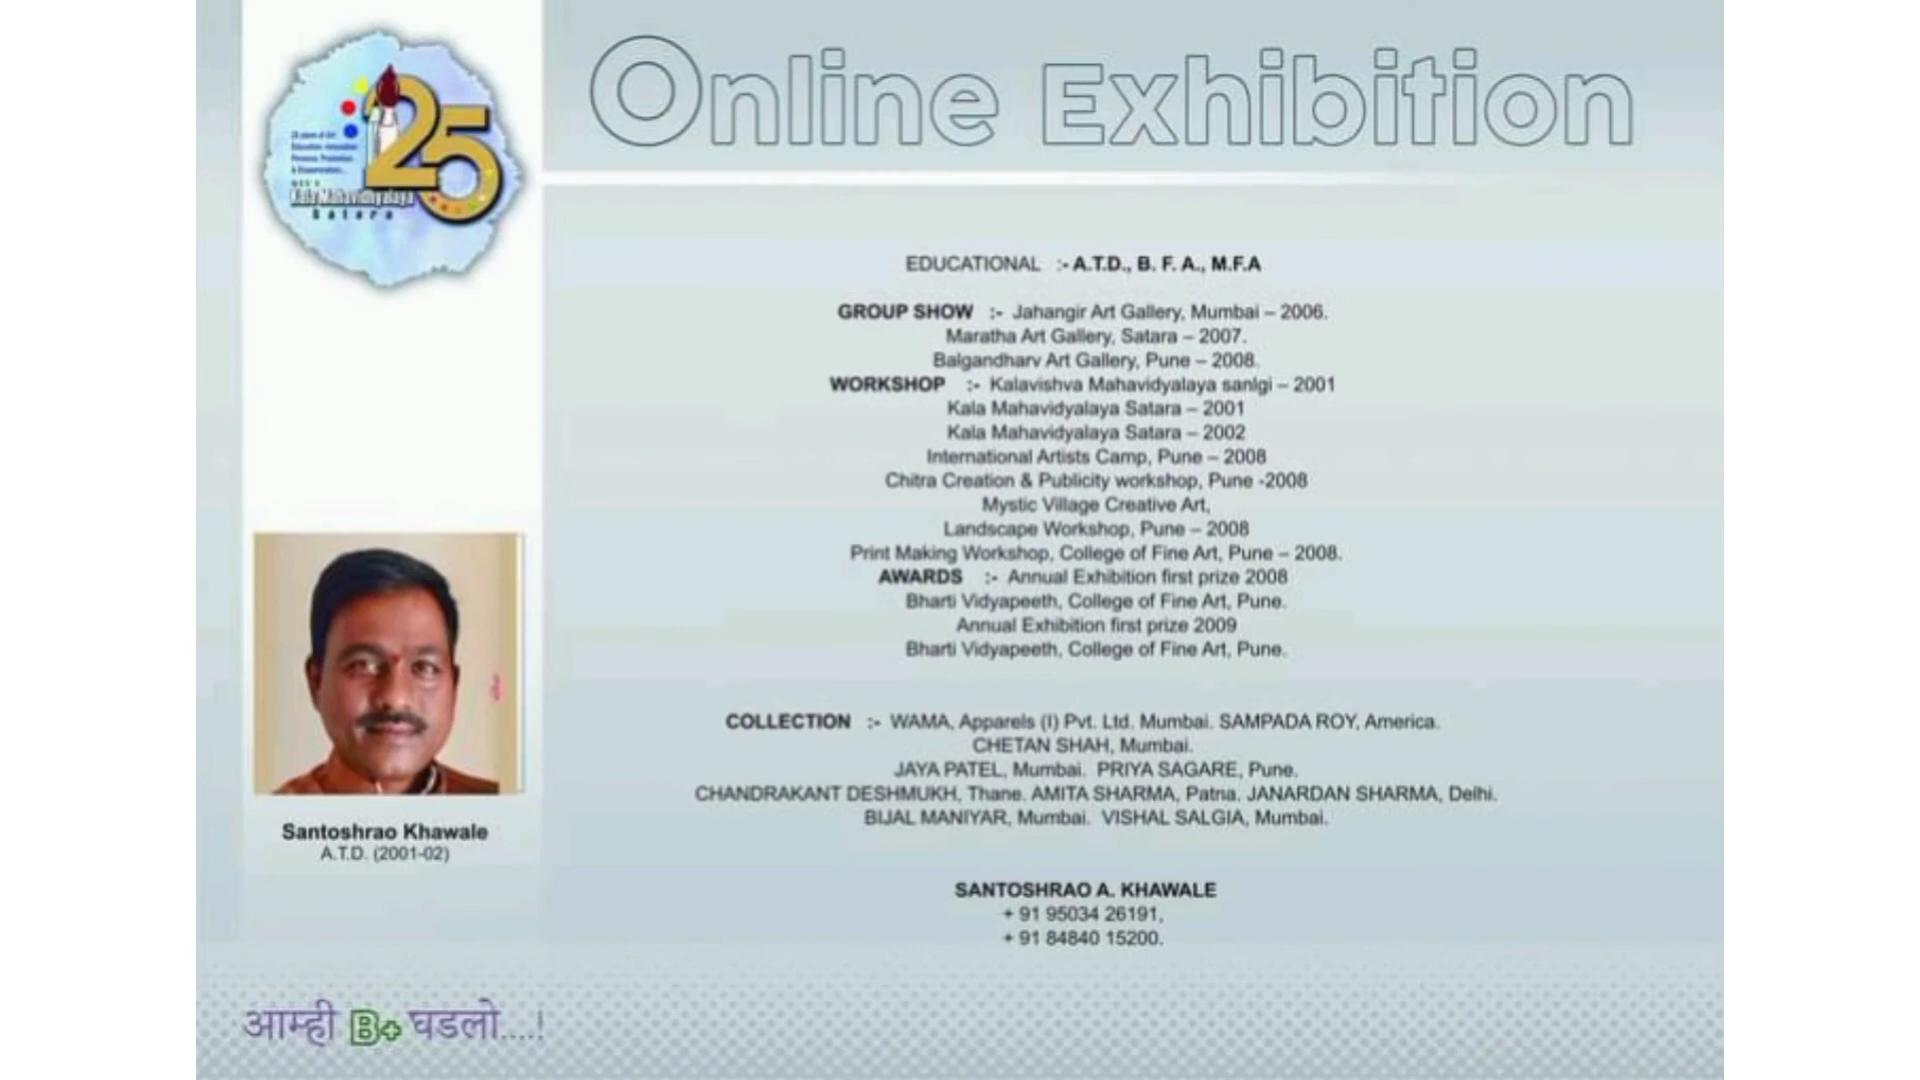 25
Kala Mahavidhyalaya
Satara
Online Exhibition
EDUCATIONAL :- A.T.D., B. F. A., M.F.A
GROUP SHOW :- Jahangir Art Gallery, Mumbai – 2006.
Maratha Art Gallery, Satara – 2007.
Balgandharv Art Gallery, Pune – 2008.
WORKSHOP :- Kalavishva Mahavidyalaya sanlgi – 2001
Kala Mahavidyalaya Satara – 2001
Kala Mahavidyalaya Satara – 2002
International Artists Camp, Pune – 2008
Chitra Creation & Publicity workshop, Pune -2008
Mystic Village Creative Art,
Landscape Workshop, Pune – 2008
Print Making Workshop, College of Fine Art, Pune – 2008.
AWARDS :- Annual Exhibition first prize 2008
Bharti Vidyapeeth, College of Fine Art, Pune.
Annual Exhibition first prize 2009
Bharti Vidyapeeth, College of Fine Art, Pune.
COLLECTION :- WAMA, Apparels (I) Pvt. Ltd. Mumbai. SAMPADA ROY, America.
CHETAN SHAH, Mumbai.
JAYA PATEL, Mumbai. PRIYA SAGARE, Pune.
CHANDRAKANT DESHMUKH, Thane. AMITA SHARMA, Patna. JANARDAN SHARMA, Delhi.
BIJAL MANIYAR, Mumbai. VISHAL SALGIA, Mumbai.
SANTOSHRAO A. KHAWALE
+ 91 95034 26191,
+ 91 84840 15200.
Santoshrao Khawale
A.T.D. (2001-02)
आम्ही B+ घडलो....!